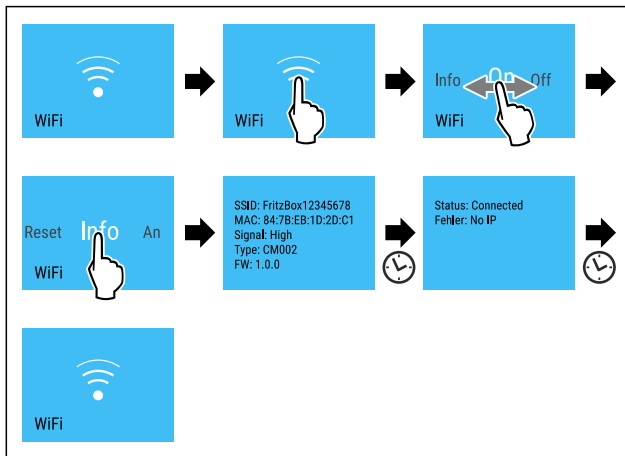 WiFi
WiFi
Info On Off
WiFi
Reset Info An
WiFi
SSID: FritzBox12345678
MAC: 84:7B:EB:1D:2D:C1
Signal: High
Type: CM002
FW: 1.0.0
Status: Connected
Fehler: No IP
WiFi